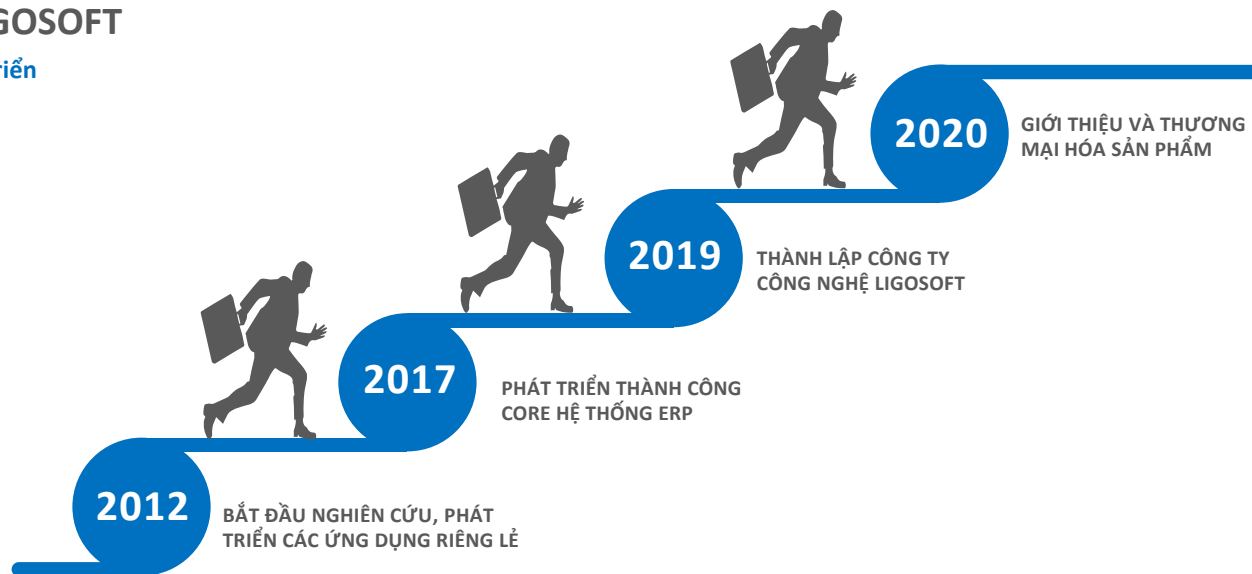 GOSOFT
riển
2020
GIỚI THIỆU VÀ THƯƠNG
MẠI HÓA SẢN PHẨM
2019
THÀNH LẬP CÔNG TY
CÔNG NGHỆ LIGOSOFT
2017
PHÁT TRIỂN THÀNH CÔNG
CORE HỆ THỐNG ERP
2012
BẮT ĐẦU NGHIÊN CỨU, PHÁT
TRIỂN CÁC ỨNG DỤNG RIÊNG LẺ